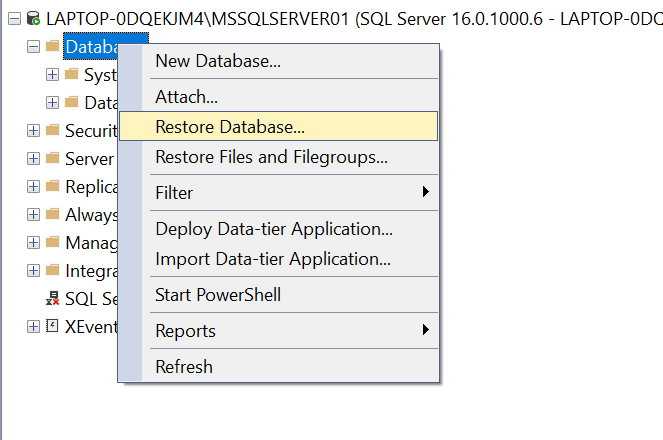 LAPTOP-0DQEKJM4\MSSQLSERVER01 (SQL Server 16.0.1000.6 - LAPTOP-0DQ
Databa
New Database...
Syst
Attach...
Data
Restore Database...
Securit
Restore Files and Filegroups...
Server
Replica
Filter
Always
Deploy Data-tier Application...
Manag
Import Data-tier Application...
Integra
Start PowerShell
SQL Se
XEvent
Reports
Refresh